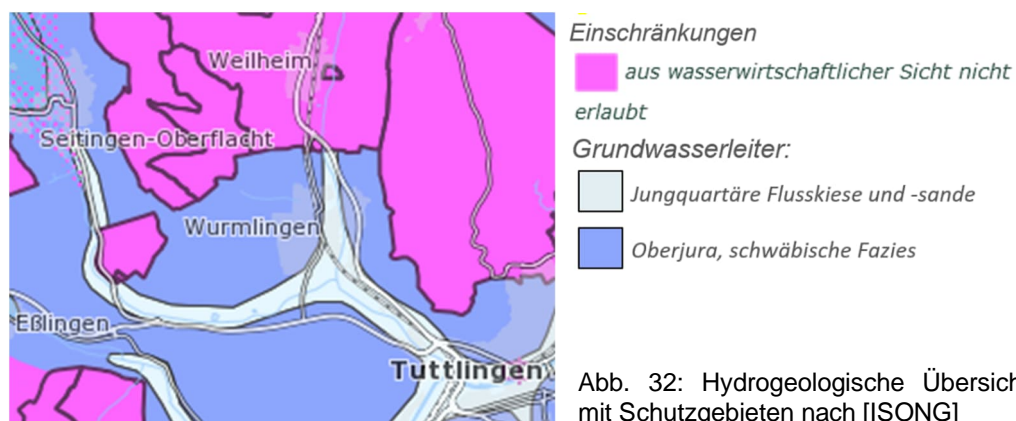 Weilheim
Seitingen-Oberflacht
Wurmlingen
Eßlingen
Tuttlingen
Einschränkungen
aus wasserwirtschaftlicher Sicht nicht
erlaubt
Grundwasserleiter:
Jungquartäre Flusskiese und -sande
Oberjura, schwäbische Fazies
Abb. 32: Hydrogeologische Übersich
mit Schutzgebieten nach [ISONG]